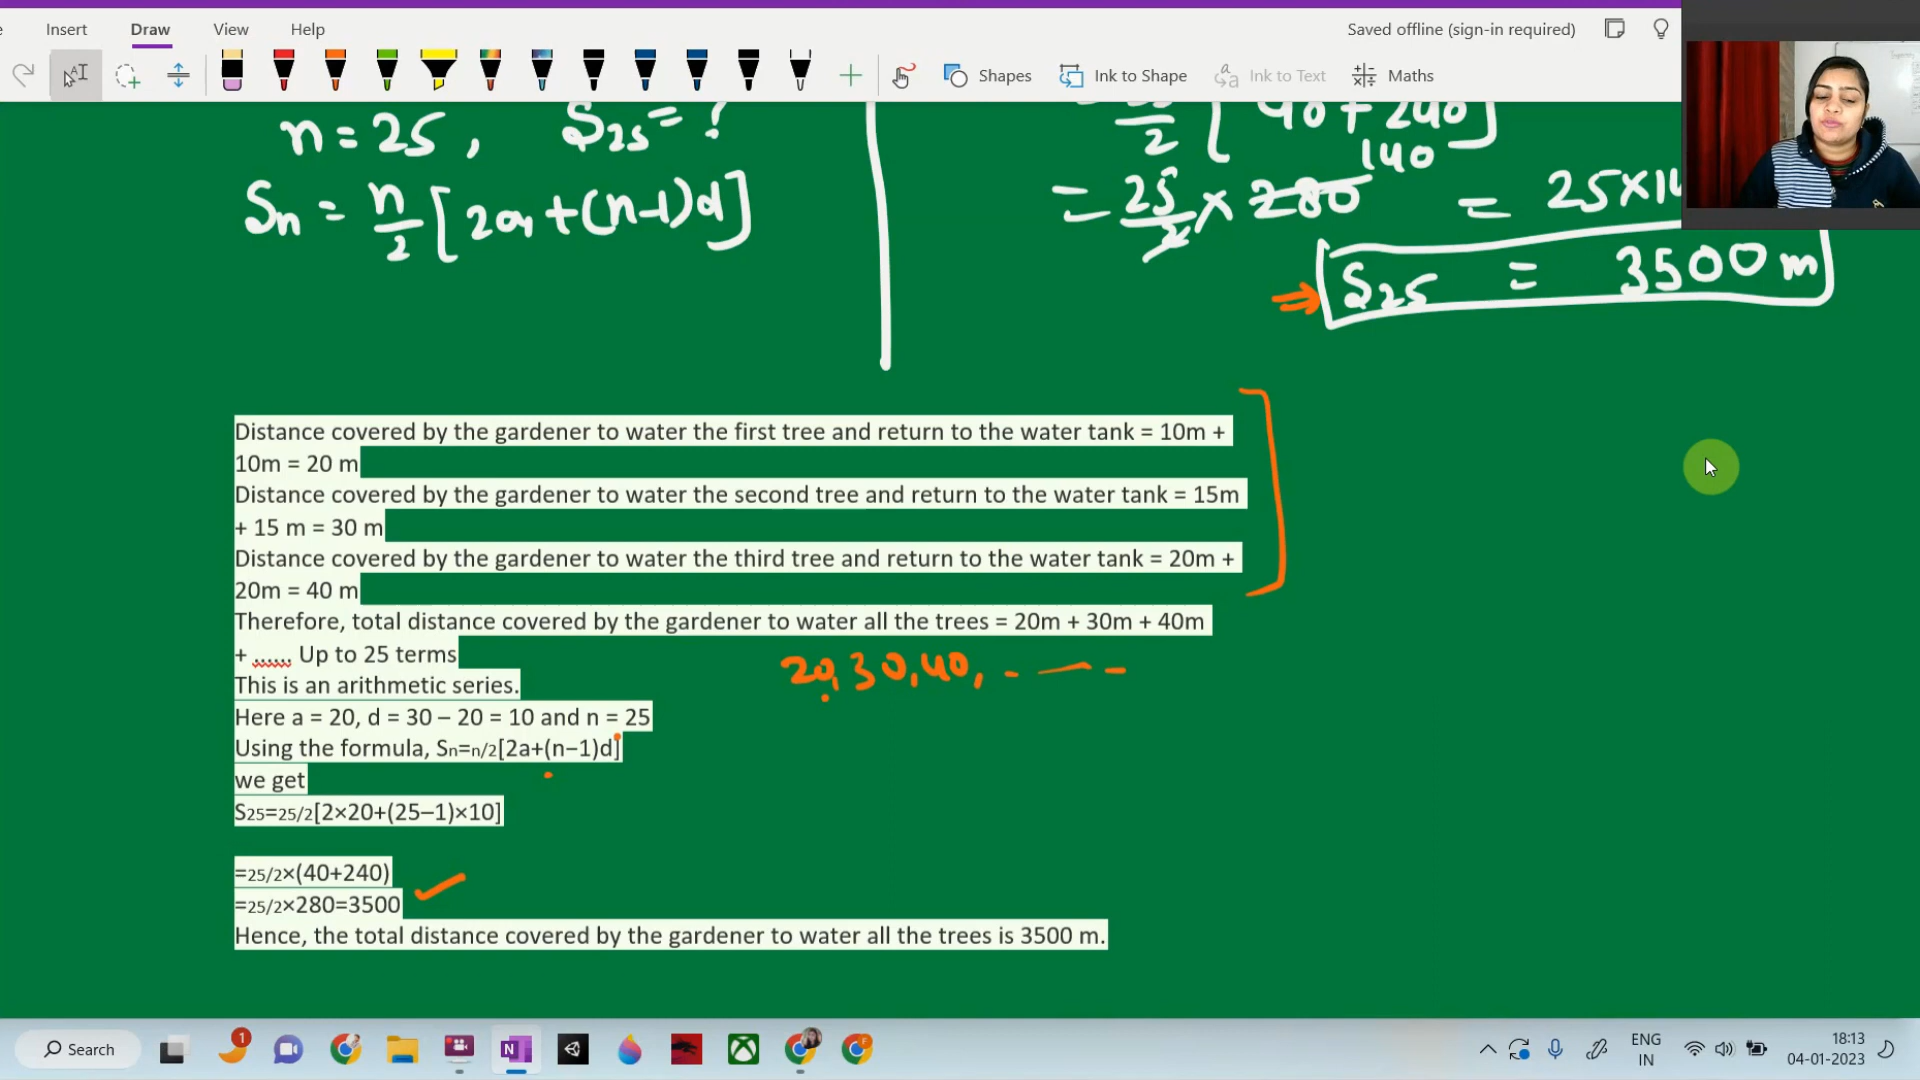 Insert Draw View Help Saved offline (sign-in required)
Shapes Ink to Shape Ink to Text Maths
n = 25 , S25 = ?
2 [ 40 + 240 ]
140
Sn = n/2 [ 2a + (n-1)d ]
= 25/2 × 280 = 25×14
S25 = 3500 m
Distance covered by the gardener to water the first tree and return to the water tank = 10m +
10m = 20 m
Distance covered by the gardener to water the second tree and return to the water tank = 15m
+ 15 m = 30 m
Distance covered by the gardener to water the third tree and return to the water tank = 20m +
20m = 40 m
Therefore, total distance covered by the gardener to water all the trees = 20m + 30m + 40m
+ ...... Up to 25 terms
20, 30, 40, - — -
This is an arithmetic series.
Here a = 20, d = 30 – 20 = 10 and n = 25
Using the formula, Sn=n/2[2a+(n−1)d]
we get
S25=25/2[2×20+(25–1)×10]
=25/2×(40+240)
=25/2×280=3500
Hence, the total distance covered by the gardener to water all the trees is 3500 m.
Search 1 ENG 18:13
IN 04-01-2023